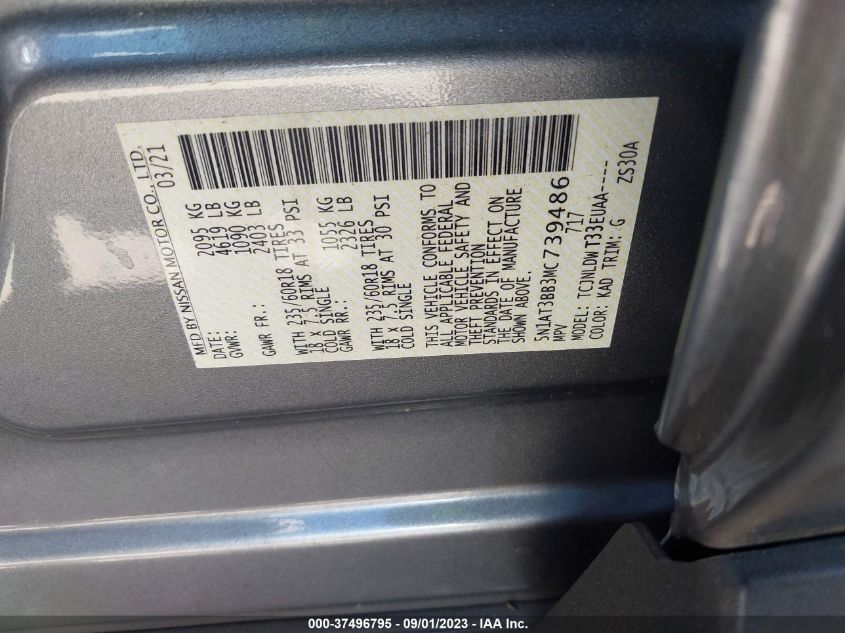 MFD BY NISSAN MOTOR CO., LTD.
DATE: 03/21
GVWR: 2095 KG
4619 LB
GAWR FR.: 1090 KG
2403 LB
WITH 235/60R18 TIRES
18 X 7.5 RIMS AT 33 PSI
COLD SINGLE
GAWR RR.: 1055 KG
2326 LB
WITH 235/60R18 TIRES
18 X 7.5 RIMS AT 30 PSI
COLD SINGLE
THIS VEHICLE CONFORMS TO
ALL APPLICABLE FEDERAL
MOTOR VEHICLE SAFETY AND
THEFT PREVENTION
STANDARDS IN EFFECT ON
THE DATE OF MANUFACTURE
SHOWN ABOVE.
5N1AT3BB3MC739486
MPV 717
MODEL: TCJNLDWT33EUAA----
COLOR: KAD TRIM: G ZS30A
000-37496795 - 09/01/2023 - IAA Inc.